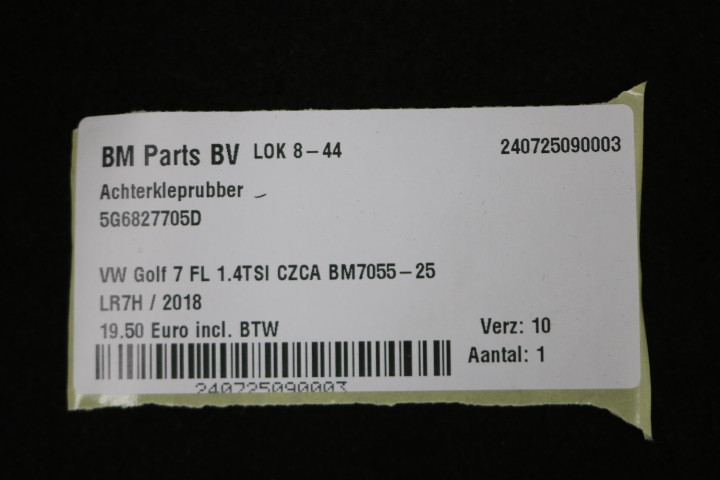 BM Parts BV LOK 8-44 240725090003
Achterkleprubber
5G6827705D
VW Golf 7 FL 1.4TSI CZCA BM7055-25
LR7H / 2018
19.50 Euro incl. BTW Verz: 10
Aantal: 1
240725090003